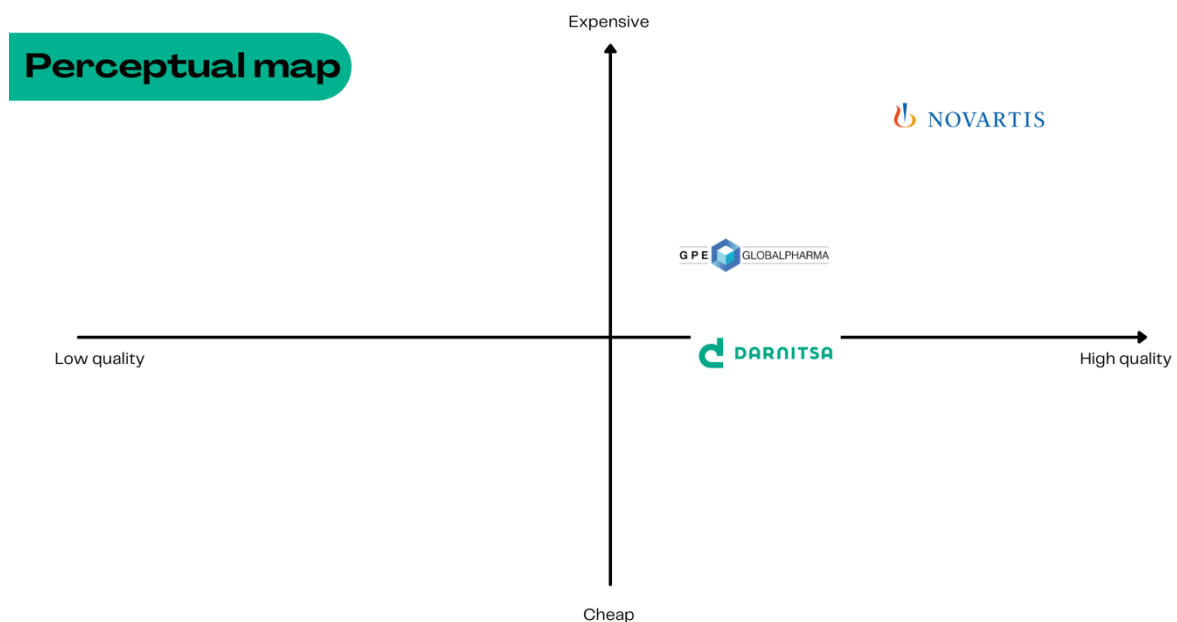 Expensive
Perceptual map
NOVARTIS
GPE GLOBALPHARMA
DARNITSA
Low quality
High quality
Cheap